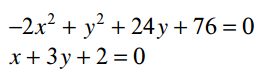 −2x² + y² + 24y + 76 = 0
x + 3y + 2 = 0